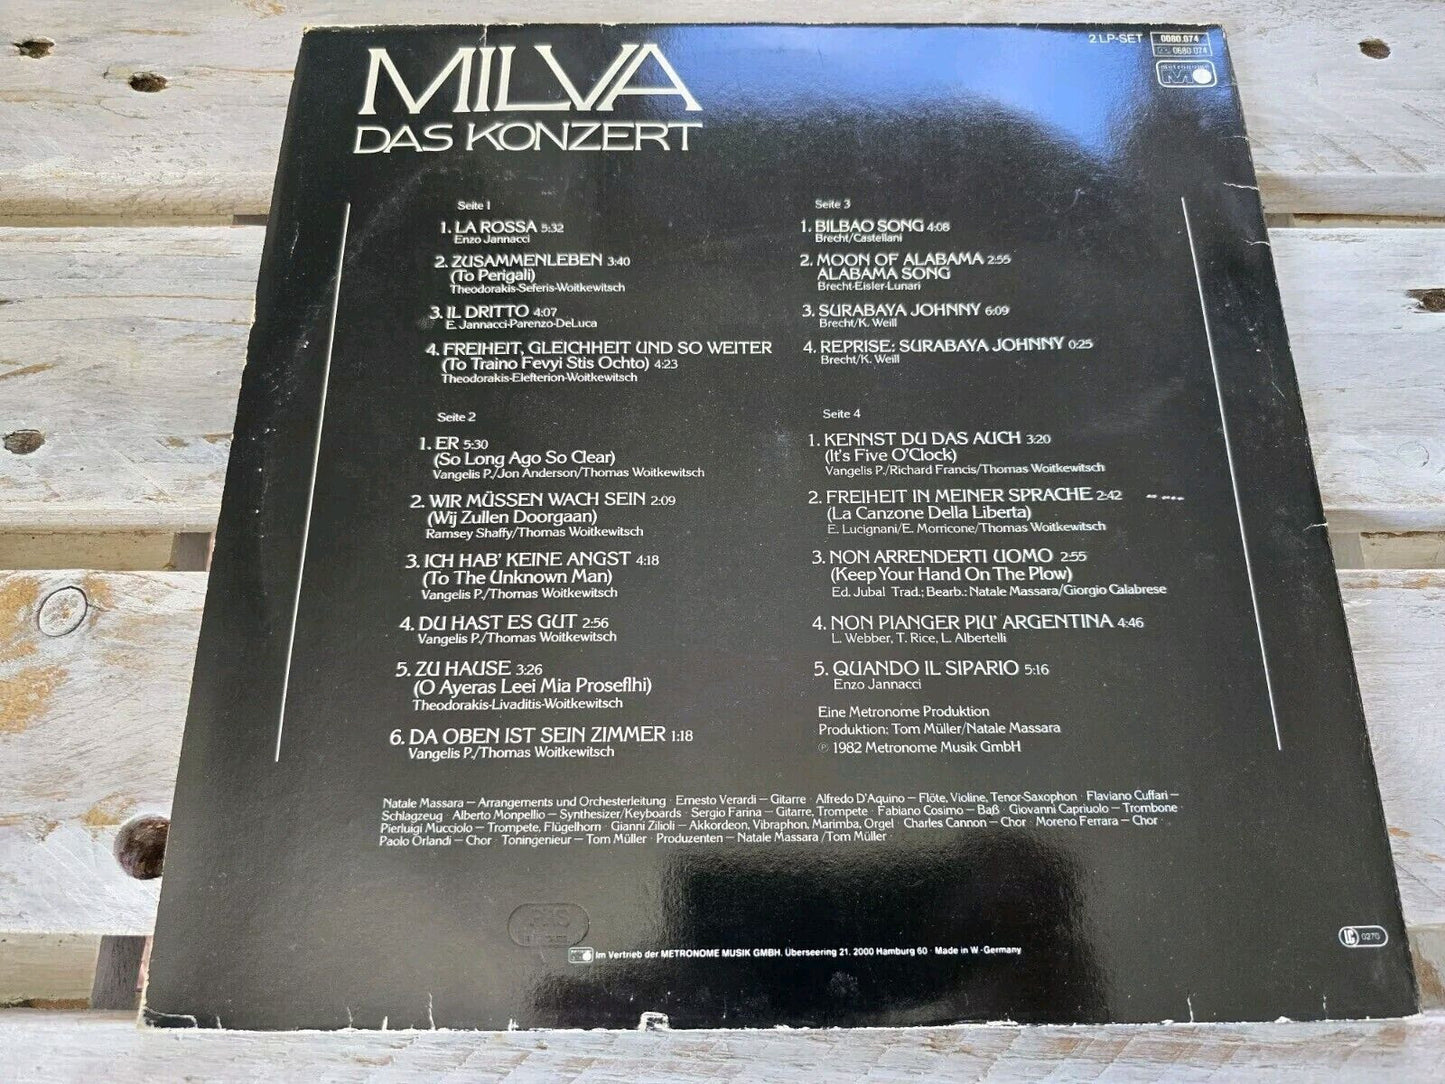 MILVA
DAS KONZERT
2 LP-SET
0080.074
0680.074
metronome
Seite 1
1. LA ROSSA 5:32
Enzo Jannacci
2. ZUSAMMENLEBEN 3:40
(To Perigali)
Theodorakis-Seferis-Woitkewitsch
3. IL DRITTO 4:07
E. Jannacci-Parenzo-DeLuca
4. FREIHEIT, GLEICHHEIT UND SO WEITER
(To Traino Fevyi Stis Ochto) 4:23
Theodorakis-Elefterion-Woitkewitsch
Seite 2
1. ER 5:30
(So Long Ago So Clear)
Vangelis P./Jon Anderson/Thomas Woitkewitsch
2. WIR MÜSSEN WACH SEIN 2:09
(Wij Zullen Doorgaan)
Ramsey Shaffy/Thomas Woitkewitsch
3. ICH HAB' KEINE ANGST 4:18
(To The Unknown Man)
Vangelis P./Thomas Woitkewitsch
4. DU HAST ES GUT 2:56
Vangelis P./Thomas Woitkewitsch
5. ZU HAUSE 3:26
(O Ayeras Leei Mia Proseflhi)
Theodorakis-Livaditis-Woitkewitsch
6. DA OBEN IST SEIN ZIMMER 1:18
Vangelis P./Thomas Woitkewitsch
Seite 3
1. BILBAO SONG 4:08
Brecht/Castellani
2. MOON OF ALABAMA 2:55
ALABAMA SONG
Brecht-Eisler-Lunari
3. SURABAYA JOHNNY 6:09
Brecht/K. Weill
4. REPRISE: SURABAYA JOHNNY 0:25
Brecht/K. Weill
Seite 4
1. KENNST DU DAS AUCH 3:20
(It's Five O'Clock)
Vangelis P./Richard Francis/Thomas Woitkewitsch
2. FREIHEIT IN MEINER SPRACHE 2:42
(La Canzone Della Liberta)
E. Lucignani/E. Morricone/Thomas Woitkewitsch
3. NON ARRENDERTI UOMO 2:55
(Keep Your Hand On The Plow)
Ed. Jubal Trad.; Bearb.: Natale Massara/Giorgio Calabrese
4. NON PIANGER PIU' ARGENTINA 4:46
L. Webber, T. Rice, L. Albertelli
5. QUANDO IL SIPARIO 5:16
Enzo Jannacci
Eine Metronome Produktion
Produktion: Tom Müller/Natale Massara
℗ 1982 Metronome Musik GmbH
Natale Massara – Arrangements und Orchesterleitung · Ernesto Verardi – Gitarre · Alfredo D'Aquino – Flöte, Violine, Tenor-Saxophon · Flaviano Cuffari –
Schlagzeug · Alberto Monpellio – Synthesizer/Keyboards · Sergio Farina – Gitarre, Trompete · Fabiano Cosimo – Baß · Giovanni Capriuolo – Trombone ·
Pierluigi Mucciolo – Trompete, Flügelhorn · Gianni Zilioli – Akkordeon, Vibraphon, Marimba, Orgel · Charles Cannon – Chor · Moreno Ferrara – Chor ·
Paolo Orlandi – Chor · Toningenieur – Tom Müller · Produzenten – Natale Massara/Tom Müller
Im Vertrieb der METRONOME MUSIK GMBH. Überseering 21, 2000 Hamburg 60 · Made in W.-Germany
LC 0270